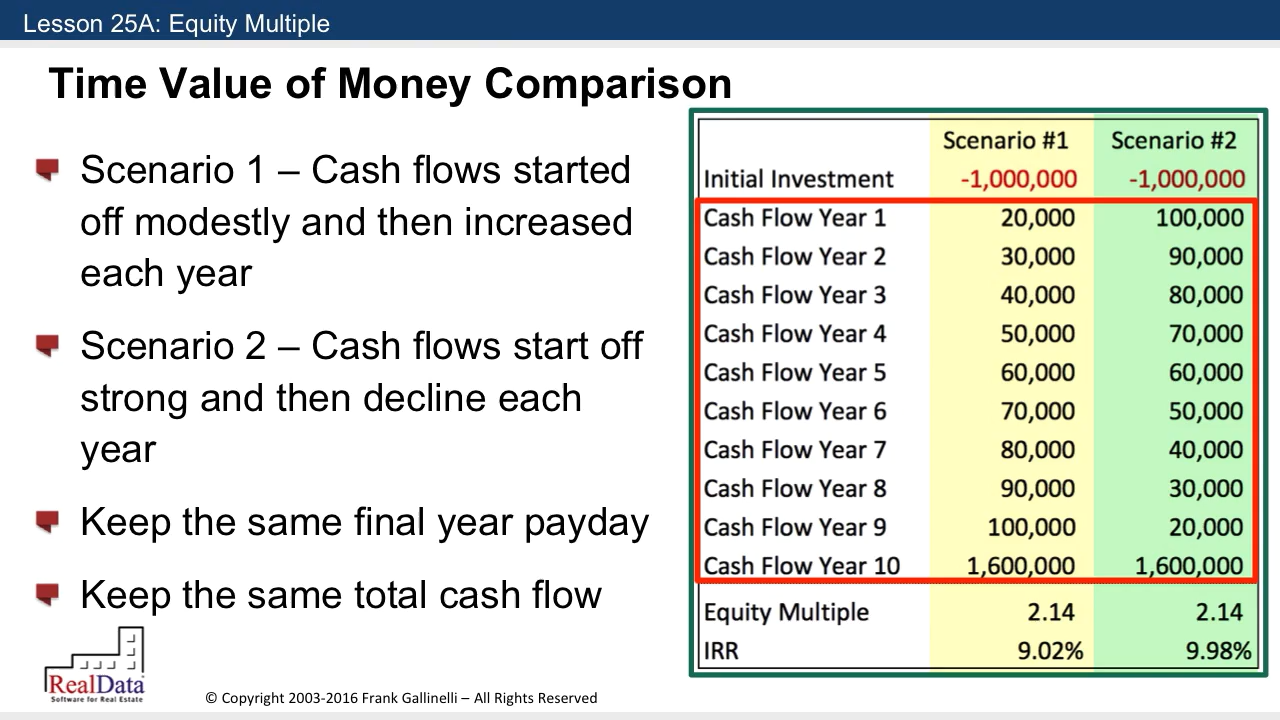 Lesson 25A: Equity Multiple
Time Value of Money Comparison
Scenario 1 – Cash flows started
off modestly and then increased
each year
Scenario 2 – Cash flows start off
strong and then decline each
year
Keep the same final year payday
Keep the same total cash flow
Scenario #1 Scenario #2
Initial Investment -1,000,000 -1,000,000
Cash Flow Year 1 20,000 100,000
Cash Flow Year 2 30,000 90,000
Cash Flow Year 3 40,000 80,000
Cash Flow Year 4 50,000 70,000
Cash Flow Year 5 60,000 60,000
Cash Flow Year 6 70,000 50,000
Cash Flow Year 7 80,000 40,000
Cash Flow Year 8 90,000 30,000
Cash Flow Year 9 100,000 20,000
Cash Flow Year 10 1,600,000 1,600,000
Equity Multiple 2.14 2.14
IRR 9.02% 9.98%
RealData
Software for Real Estate
© Copyright 2003-2016 Frank Gallinelli – All Rights Reserved